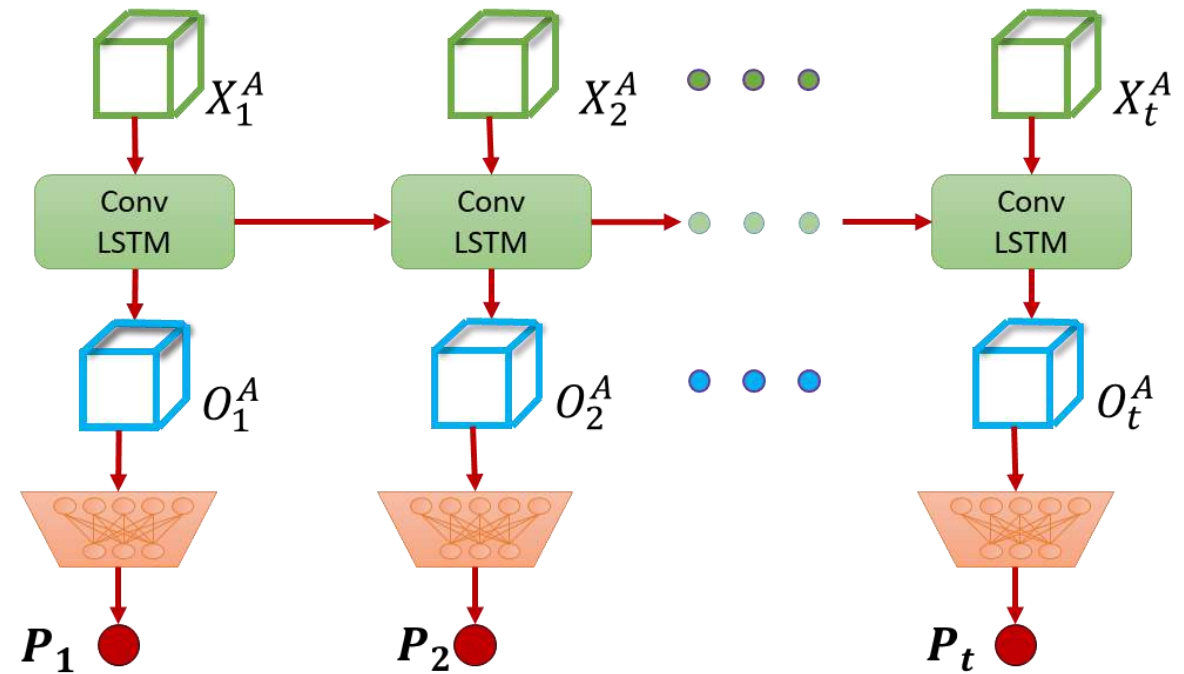 X_1^A
X_2^A
X_t^A
Conv
LSTM
Conv
LSTM
Conv
LSTM
O_1^A
O_2^A
O_t^A
P_1
P_2
P_t